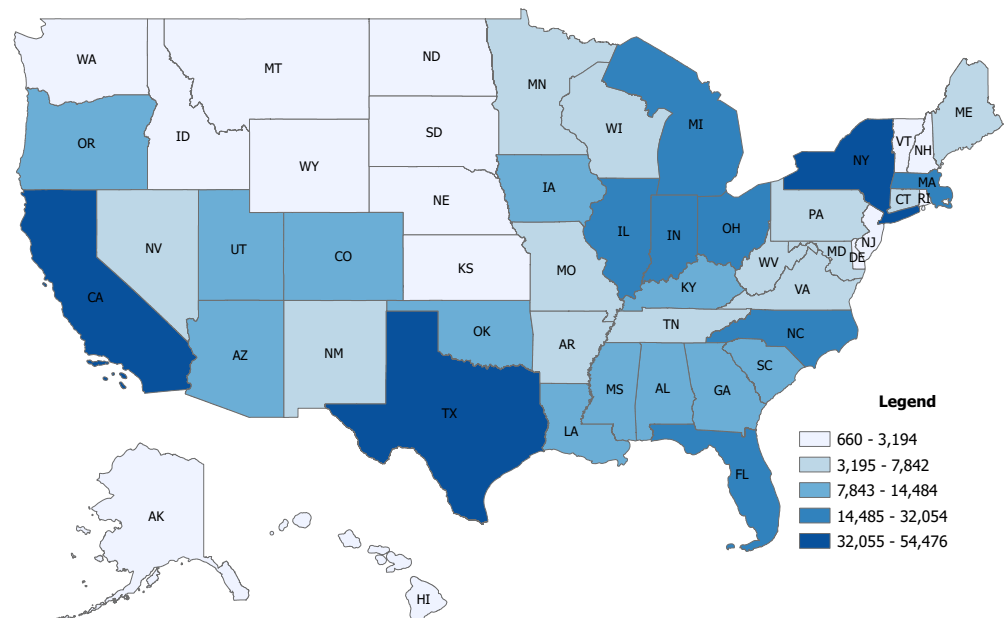 WA
MT
ND
MN
ME
OR
ID
SD
WI
MI
VT
NH
NY
WY
MA
IA
NE
CT
RI
PA
NV
UT
CO
IL
IN
OH
NJ
MD
DE
KS
MO
WV
CA
KY
VA
TN
OK
NC
AZ
NM
AR
SC
MS
AL
GA
TX
LA
FL
AK
HI
Legend
660 - 3,194
3,195 - 7,842
7,843 - 14,484
14,485 - 32,054
32,055 - 54,476